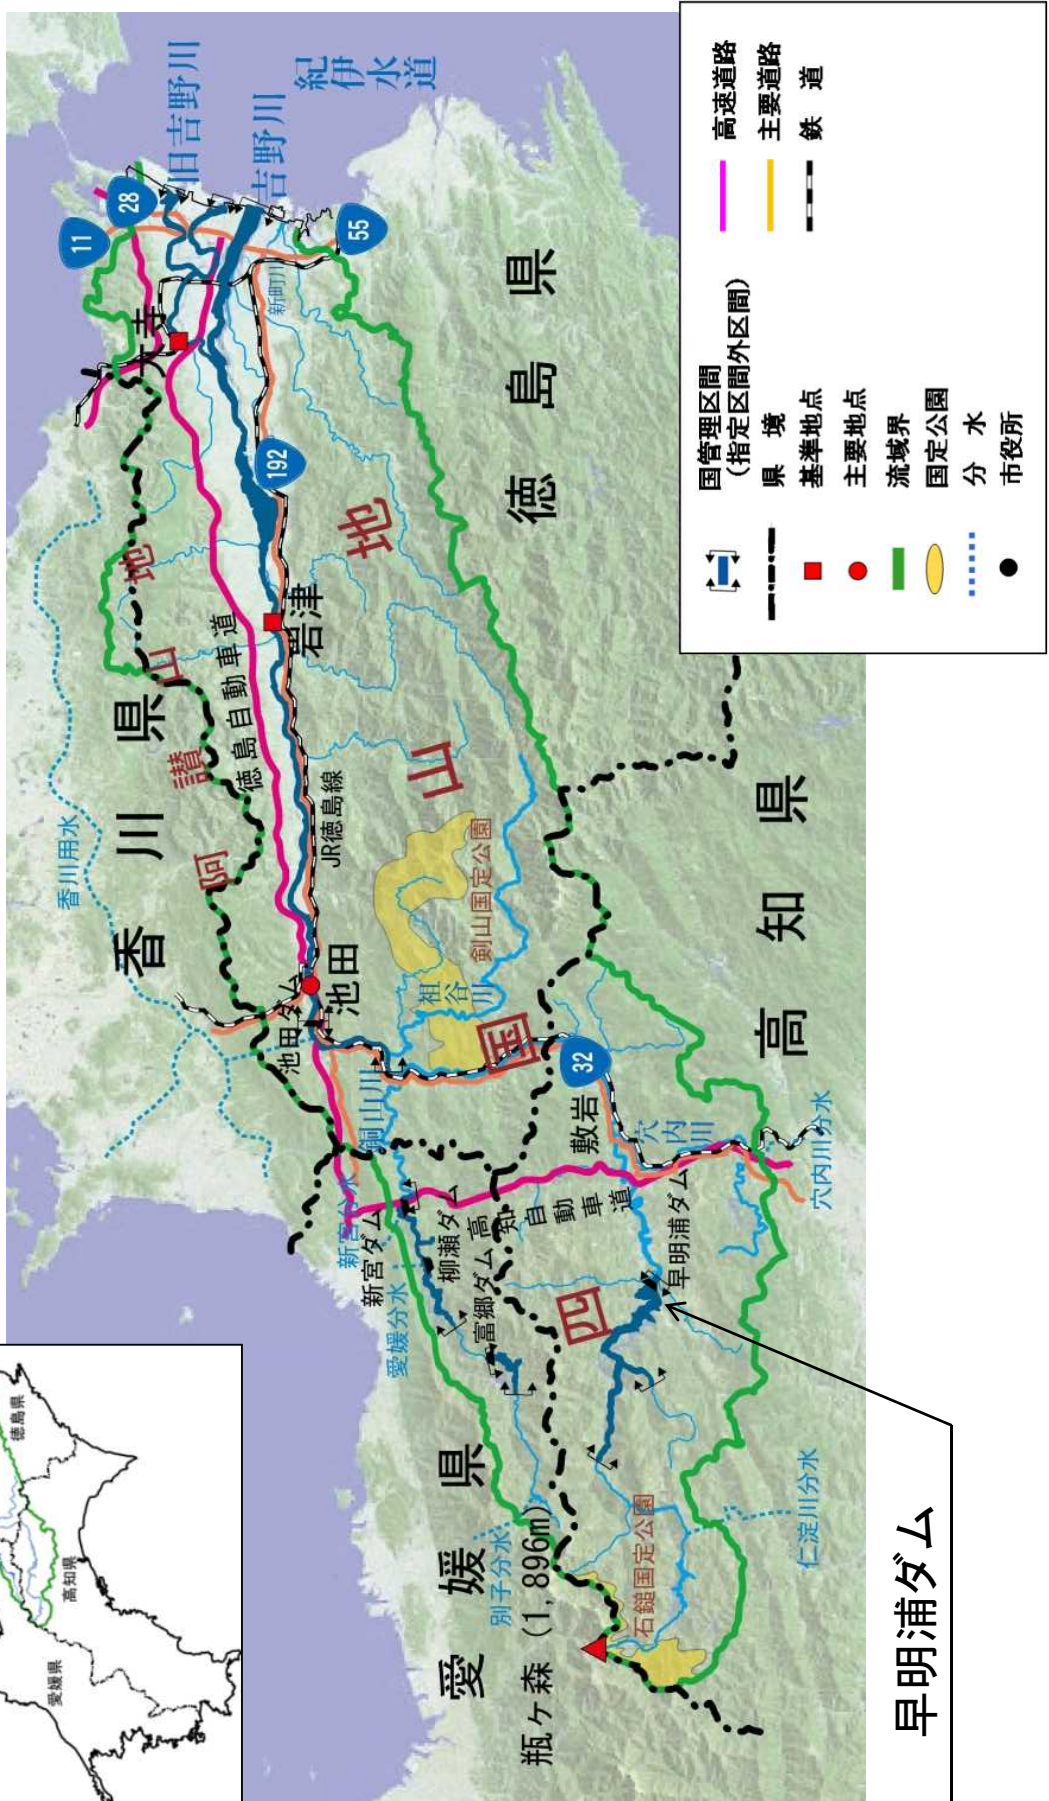 愛媛県
高知県
徳島県
香川県
愛媛県
高知県
徳島県
阿讃山地
四国山地
紀伊水道
旧吉野川
吉野川
新町川
11
28
55
192
32
大寺
岩津
池田
池田ダム
敷岩
徳島自動車道
JR徳島線
高知自動車道
香川用水
銅山川
祖谷川
穴内川
穴内川分水
新宮分水
新宮ダム
愛媛分水
柳瀬ダム
富郷ダム
早明浦ダム
別子分水
仁淀川分水
剣山国定公園
石鎚国定公園
瓶ヶ森 (1,896m)
早明浦ダム
国管理区間
(指定区間外区間)
県 境
基準地点
主要地点
流域界
国定公園
分 水
市役所
高速道路
主要道路
鉄 道